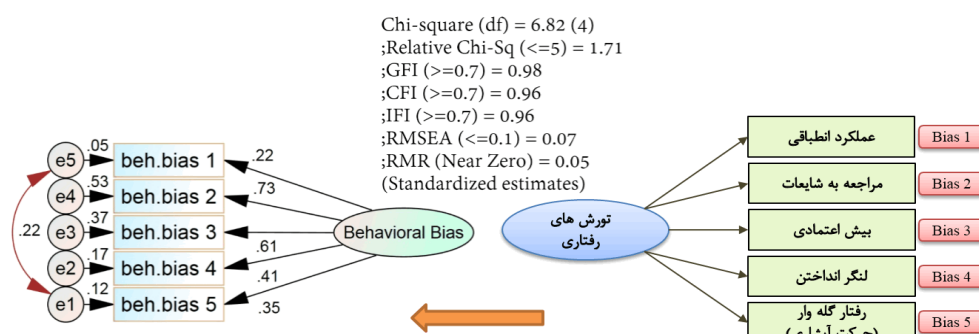 Chi-square (df) = 6.82 (4)
;Relative Chi-Sq (<=5) = 1.71
;GFI (>=0.7) = 0.98
;CFI (>=0.7) = 0.96
;IFI (>=0.7) = 0.96
;RMSEA (<=0.1) = 0.07
;RMR (Near Zero) = 0.05
(Standardized estimates)
e5
.05
beh.bias 1
.22
e4
.53
beh.bias 2
.73
e3
.37
beh.bias 3
.61
e2
.17
beh.bias 4
.41
e1
.12
beh.bias 5
.35
.22
Behavioral Bias
تورش های
رفتاری
عملکرد انطباقی
Bias 1
مراجعه به شایعات
Bias 2
بیش اعتمادی
Bias 3
لنگر انداختن
Bias 4
رفتار گله وار
(حرکت آبشاری)
Bias 5